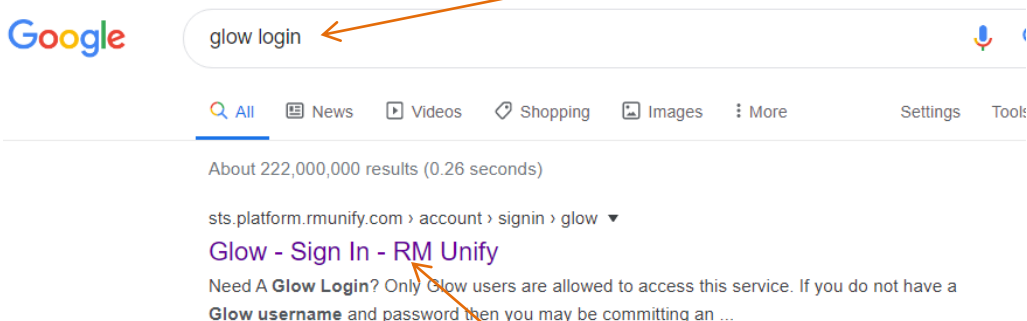 Google
glow login
All News Videos Shopping Images More Settings Tools
About 222,000,000 results (0.26 seconds)
sts.platform.rmunify.com › account › signin › glow
Glow - Sign In - RM Unify
Need A Glow Login? Only Glow users are allowed to access this service. If you do not have a
Glow username and password then you may be committing an ...